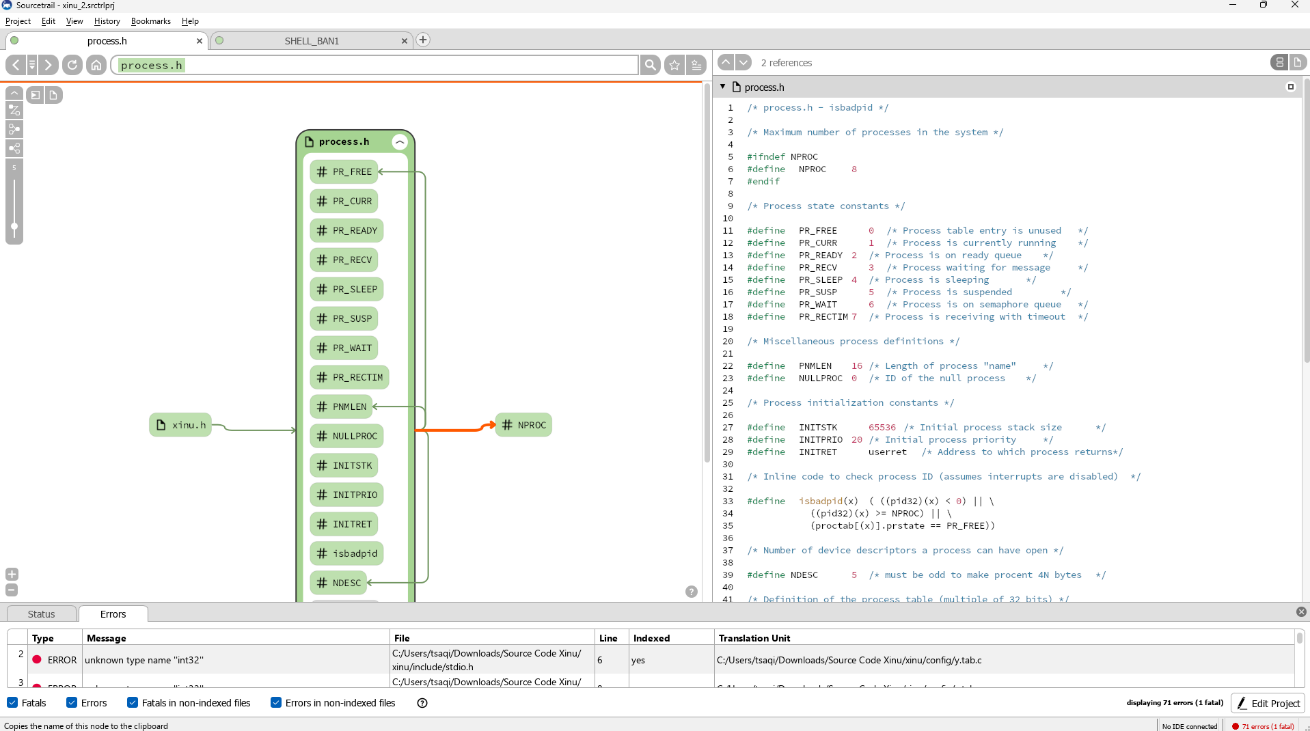 Sourcetrail - xinu_2.srctrlprj
Project Edit View History Bookmarks Help
process.h
SHELL_BAN1
process.h
2 references
5
process.h
# PR_FREE
# PR_CURR
# PR_READY
# PR_RECV
# PR_SLEEP
# PR_SUSP
# PR_WAIT
# PR_RECTIM
# PNMLEN
# NULLPROC
# INITSTK
# INITPRIO
# INITRET
# isbadpid
# NDESC
xinu.h
# NPROC
?
process.h
1 /* process.h - isbadpid */
2
3 /* Maximum number of processes in the system */
4
5 #ifndef NPROC
6 #define NPROC 8
7 #endif
8
9 /* Process state constants */
10
11 #define PR_FREE 0 /* Process table entry is unused */
12 #define PR_CURR 1 /* Process is currently running */
13 #define PR_READY 2 /* Process is on ready queue */
14 #define PR_RECV 3 /* Process waiting for message */
15 #define PR_SLEEP 4 /* Process is sleeping */
16 #define PR_SUSP 5 /* Process is suspended */
17 #define PR_WAIT 6 /* Process is on semaphore queue */
18 #define PR_RECTIM 7 /* Process is receiving with timeout */
19
20 /* Miscellaneous process definitions */
21
22 #define PNMLEN 16 /* Length of process "name" */
23 #define NULLPROC 0 /* ID of the null process */
24
25 /* Process initialization constants */
26
27 #define INITSTK 65536 /* Initial process stack size */
28 #define INITPRIO 20 /* Initial process priority */
29 #define INITRET userret /* Address to which process returns*/
30
31 /* Inline code to check process ID (assumes interrupts are disabled) */
32
33 #define isbadpid(x) ( ((pid32)(x) < 0) || \
34 ((pid32)(x) >= NPROC) || \
35 (proctab[(x)].prstate == PR_FREE))
36
37 /* Number of device descriptors a process can have open */
38
39 #define NDESC 5 /* must be odd to make procent 4N bytes */
40
41 /* Definition of the process table (multiple of 32 bits) */
Status Errors
Type Message File Line Indexed Translation Unit
2 ERROR unknown type name "int32" C:/Users/tsaqi/Downloads/Source Code Xinu/ 6 yes C:/Users/tsaqi/Downloads/Source Code Xinu/xinu/config/y.tab.c
xinu/include/stdio.h
3 C:/Users/tsaqi/Downloads/Source Code Xinu/
Fatals Errors Fatals in non-indexed files Errors in non-indexed files ?
displaying 71 errors (1 fatal)
Edit Project
Copies the name of this node to the clipboard
No IDE connected
71 errors (1 fatal)